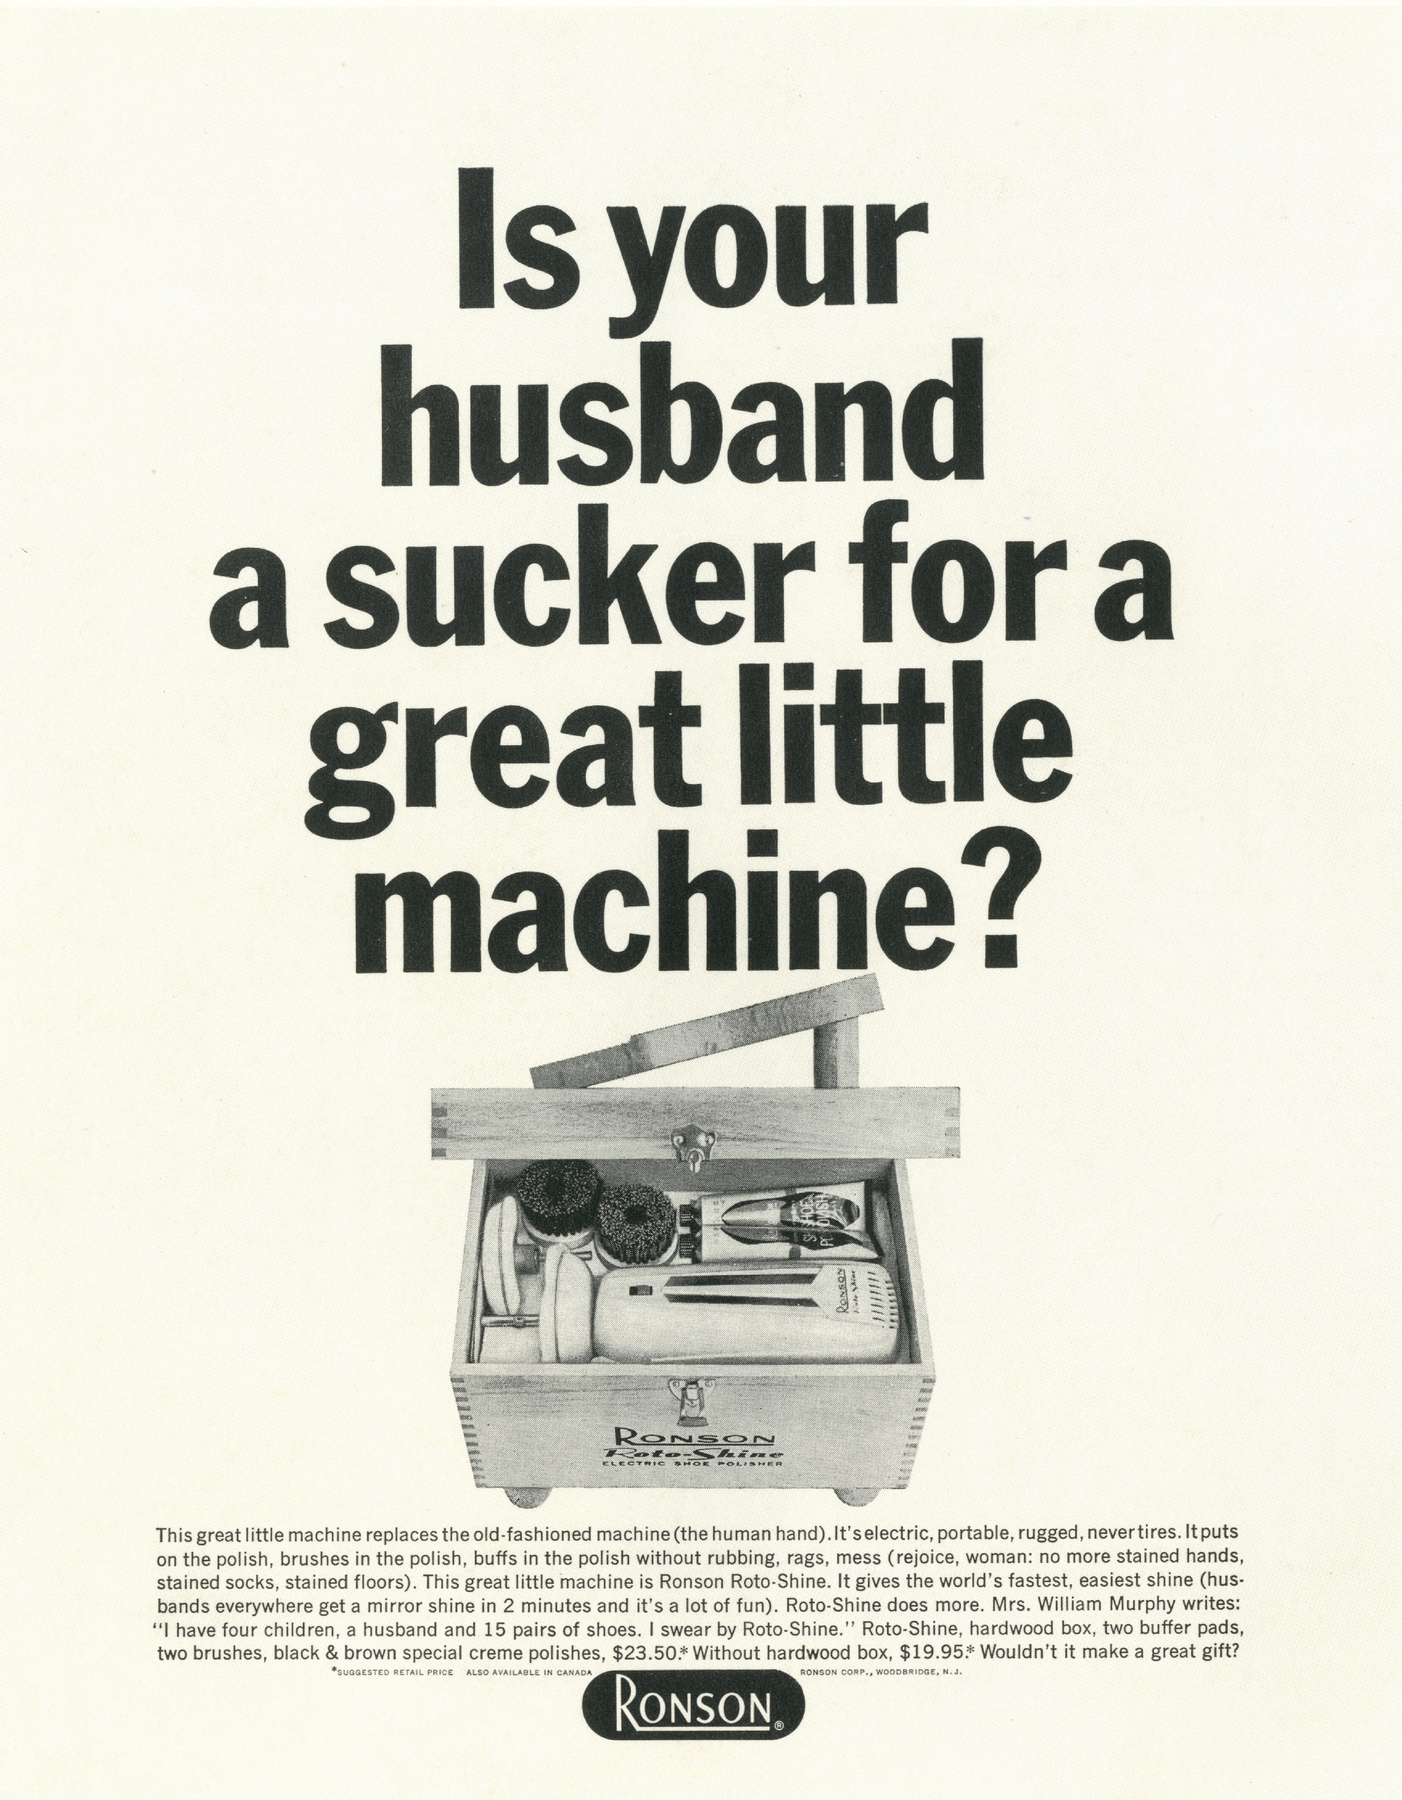 Is your
husband
a sucker for a
great little
machine?
RONSON
RONSON
Roto-Shine
ELECTRIC SHOE POLISHER
This great little machine replaces the old-fashioned machine (the human hand). It's electric, portable, rugged, never tires. It puts
on the polish, brushes in the polish, buffs in the polish without rubbing, rags, mess (rejoice, woman: no more stained hands,
stained socks, stained floors). This great little machine is Ronson Roto-Shine. It gives the world's fastest, easiest shine (hus-
bands everywhere get a mirror shine in 2 minutes and it's a lot of fun). Roto-Shine does more. Mrs. William Murphy writes:
"I have four children, a husband and 15 pairs of shoes. I swear by Roto-Shine." Roto-Shine, hardwood box, two buffer pads,
two brushes, black & brown special creme polishes, $23.50.* Without hardwood box, $19.95.* Wouldn't it make a great gift?
*SUGGESTED RETAIL PRICE ALSO AVAILABLE IN CANADA RONSON CORP., WOODBRIDGE, N.J.
RONSON®